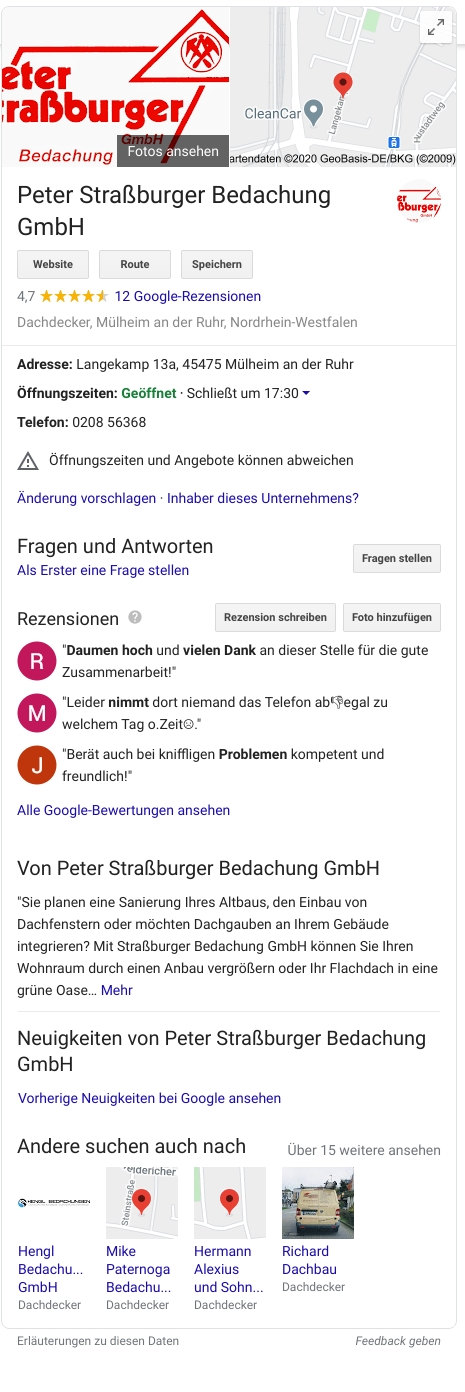 eter
raßburger
GmbH
Bedachung
Fotos ansehen
CleanCar
Langekar
Artendaten ©2020 GeoBasis-DE/BKG (©2009)
Peter Straßburger Bedachung
GmbH
Website
Route
Speichern
4,7
12 Google-Rezensionen
Dachdecker, Mülheim an der Ruhr, Nordrhein-Westfalen
Adresse: Langekamp 13a, 45475 Mülheim an der Ruhr
Öffnungszeiten: Geöffnet · Schließt um 17:30
Telefon: 0208 56368
Öffnungszeiten und Angebote können abweichen
Änderung vorschlagen · Inhaber dieses Unternehmens?
Fragen und Antworten
Fragen stellen
Als Erster eine Frage stellen
Rezensionen
Rezension schreiben
Foto hinzufügen
R
"Daumen hoch und vielen Dank an dieser Stelle für die gute
Zusammenarbeit!"
M
"Leider nimmt dort niemand das Telefon ab👎egal zu
welchem Tag o.Zeit☹."
J
"Berät auch bei kniffligen Problemen kompetent und
freundlich!"
Alle Google-Bewertungen ansehen
Von Peter Straßburger Bedachung GmbH
"Sie planen eine Sanierung Ihres Altbaus, den Einbau von
Dachfenstern oder möchten Dachgauben an Ihrem Gebäude
integrieren? Mit Straßburger Bedachung GmbH können Sie Ihren
Wohnraum durch einen Anbau vergrößern oder Ihr Flachdach in eine
grüne Oase… Mehr
Neuigkeiten von Peter Straßburger Bedachung
GmbH
Vorherige Neuigkeiten bei Google ansehen
Andere suchen auch nach
Über 15 weitere ansehen
HENGL BEDACHUNGEN
eldericher
Steinstraße
Hengl
Bedachu...
GmbH
Dachdecker
Mike
Paternoga
Bedachu...
Dachdecker
Hermann
Alexius
und Sohn...
Dachdecker
Richard
Dachbau
Dachdecker
Erläuterungen zu diesen Daten
Feedback geben